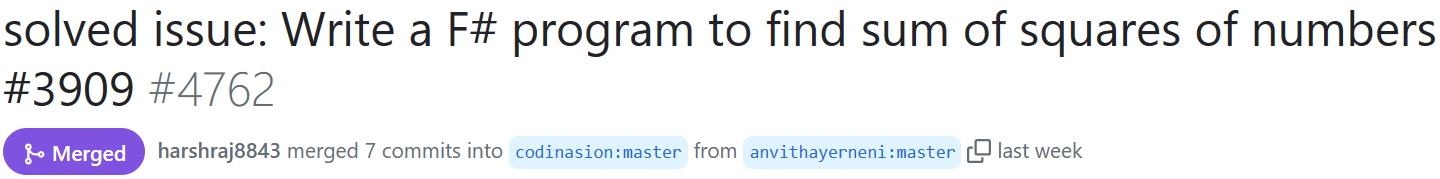 solved issue: Write a F# program to find sum of squares of numbers
#3909 #4762
Merged harshraj8843 merged 7 commits into codinasion:master from anvithayerneni:master last week